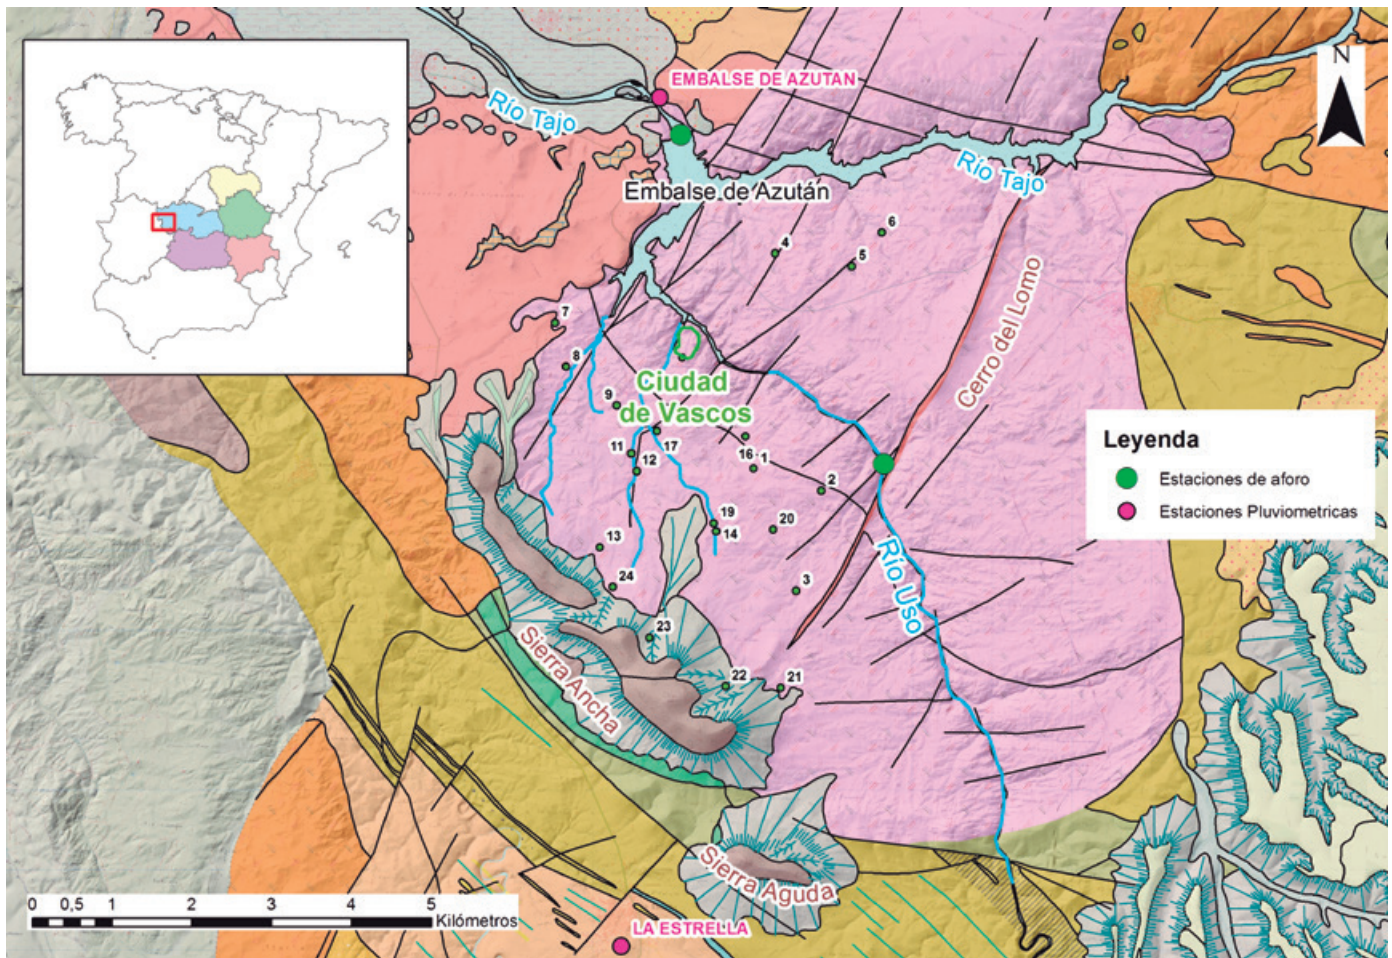 EMBALSE DE AZUTAN
N
Río Tajo
Río Tajo
Embalse de Azután
6
4
5
Cerro del Lomo
7
8
Ciudad
de Vascos
9
Leyenda
Estaciones de aforo
Estaciones Pluviometricas
11
17
16
1
12
2
19
20
14
13
Río Uso
24
3
23
Sierra Ancha
22
21
Sierra Aguda
0 0,5 1 2 3 4 5
Kilómetros
LA ESTRELLA